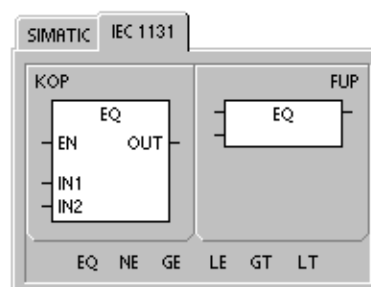 SIMATIC IEC 1131
KOP
EQ
EN OUT
IN1
IN2
FUP
EQ
EQ NE GE LE GT LT